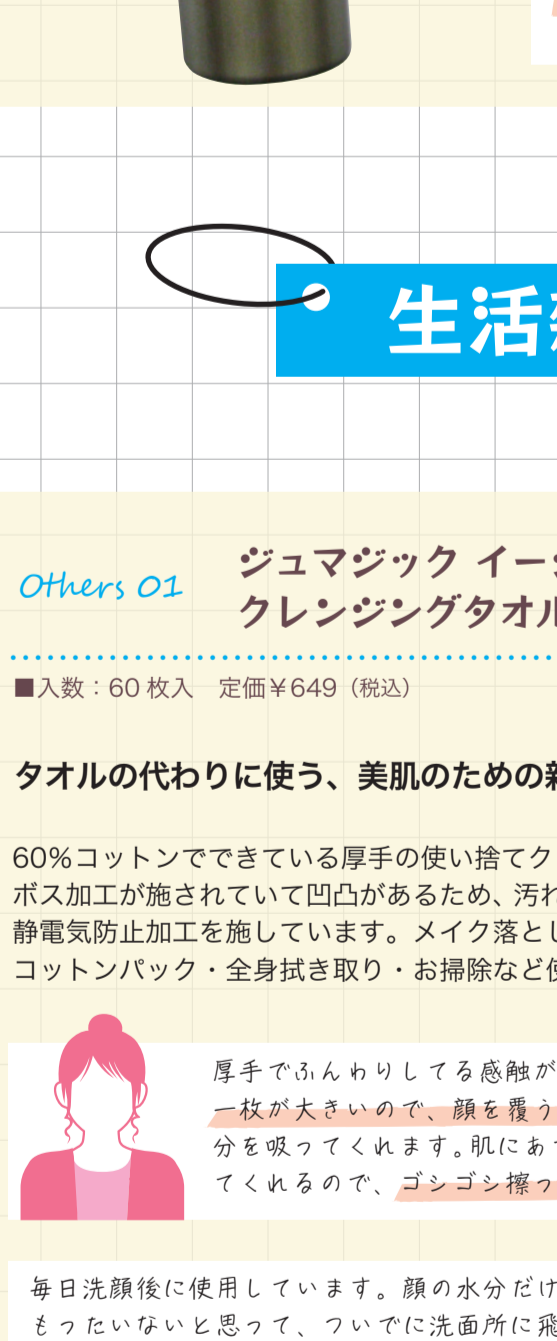 生活
Others 01
ジュマジック イー
クレンジングタオル
■入数：60 枚入　定価￥649（税込）
タオルの代わりに使う、美肌のための
60%コットンでできている厚手の使い捨てク
ボス加工が施されていて凹凸があるため、汚れ
静電気防止加工を施しています。メイク落とし
コットンパック・全身拭き取り・お掃除など使
厚手でふんわりしてる感触が
一枚が大きいので、顔を覆う
分を吸ってくれます。肌にあ
てくれるので、ゴシゴシ擦っ
毎日洗顔後に使用しています。顔の水分だけ
もったいないと思って、ついでに洗面所に飛